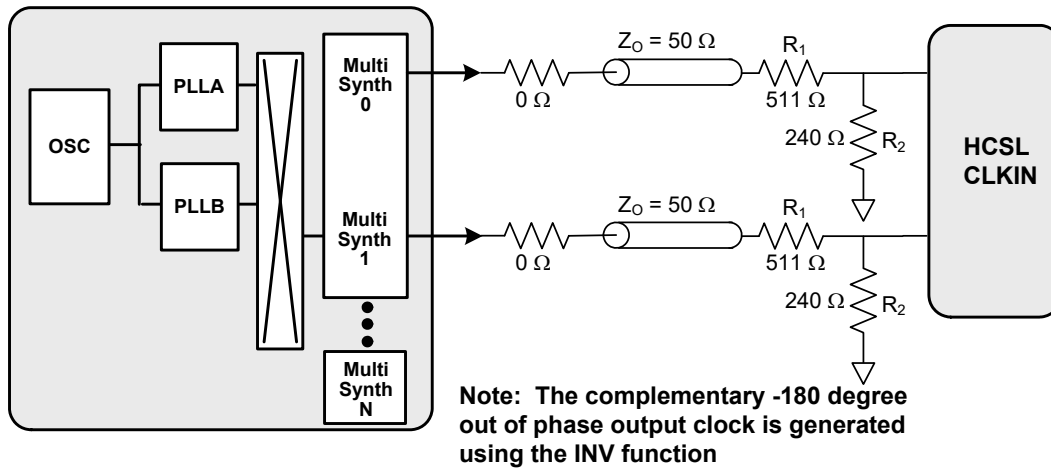 OSC
PLLA
PLLB
Multi
Synth
0
Multi
Synth
1
Multi
Synth
N
0 Ω
Z_O = 50 Ω
R_1
511 Ω
240 Ω
R_2
0 Ω
Z_O = 50 Ω
R_1
511 Ω
240 Ω
R_2
HCSL
CLKIN
Note: The complementary -180 degree
out of phase output clock is generated
using the INV function